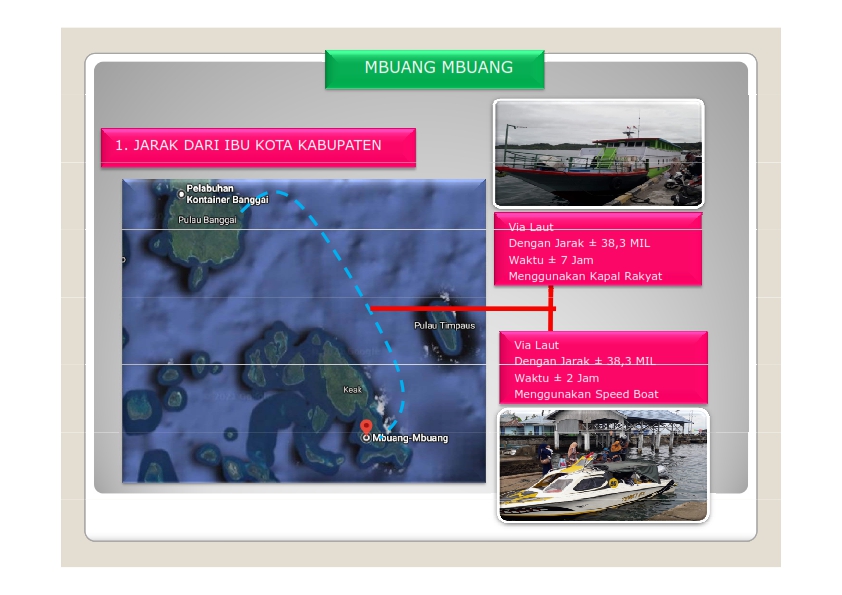 MBUANG MBUANG
1. JARAK DARI IBU KOTA KABUPATEN
Pelabuhan
Kontainer Banggai
Pulau Banggai
Pulau Timpaus
Keak
Mbuang-Mbuang
Via Laut
Dengan Jarak ± 38,3 MIL
Waktu ± 7 Jam
Menggunakan Kapal Rakyat
Via Laut
Dengan Jarak ± 38,3 MIL
Waktu ± 2 Jam
Menggunakan Speed Boat